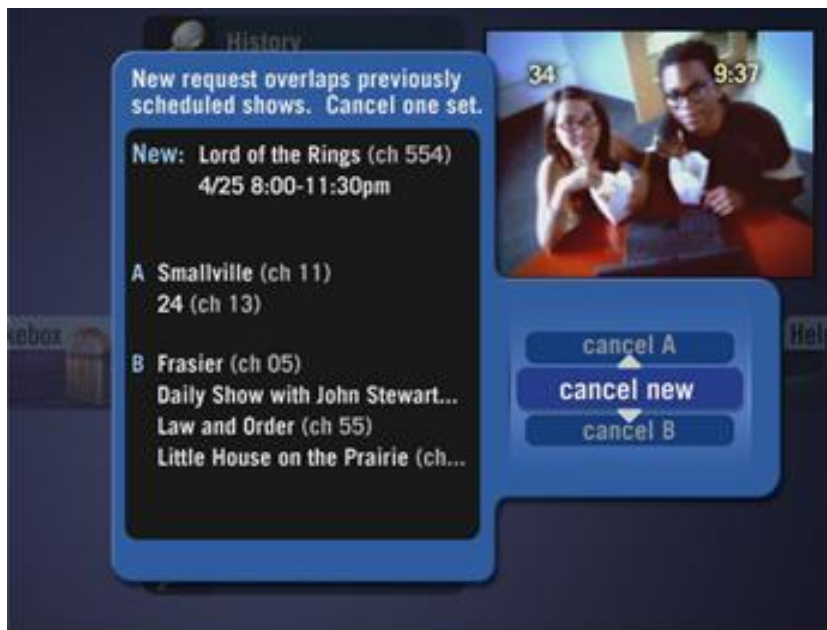 History
New request overlaps previously
scheduled shows. Cancel one set.
New: Lord of the Rings (ch 554)
4/25 8:00-11:30pm
A Smallville (ch 11)
24 (ch 13)
B Frasier (ch 05)
Daily Show with John Stewart...
Law and Order (ch 55)
Little House on the Prairie (ch...
34
9:37
cancel A
cancel new
cancel B
kebox
Help